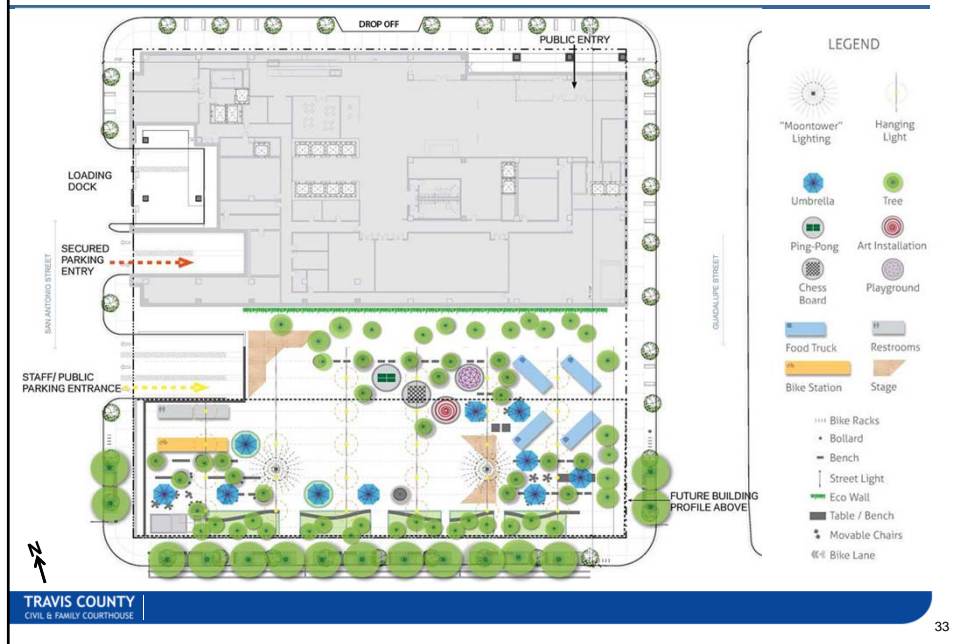 DROP OFF
PUBLIC ENTRY
LOADING
DOCK
SECURED
PARKING
ENTRY
SAN ANTONIO STREET
GUADALUPE STREET
STAFF/ PUBLIC
PARKING ENTRANCE
FUTURE BUILDING
PROFILE ABOVE
N
LEGEND
"Moontower"
Lighting
Hanging
Light
Umbrella
Tree
Ping-Pong
Art Installation
Chess
Board
Playground
Food Truck
Restrooms
Bike Station
Stage
Bike Racks
Bollard
Bench
Street Light
Eco Wall
Table / Bench
Movable Chairs
Bike Lane
TRAVIS COUNTY
CIVIL & FAMILY COURTHOUSE
33